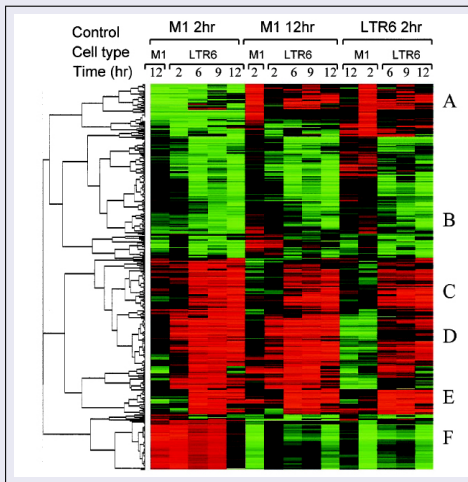 Control M1 2hr M1 12hr LTR6 2hr
Cell type M1 LTR6 M1 LTR6 M1 LTR6
Time (hr) 12 2 6 9 12 2 2 6 9 12 12 2 6 9 12
A
B
C
D
E
F